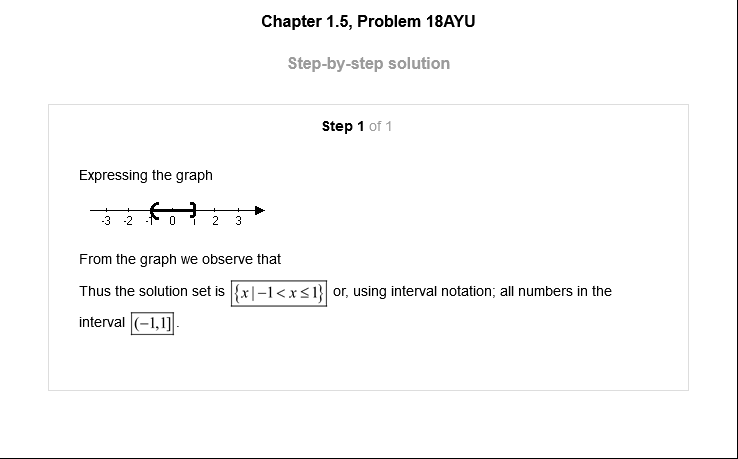 Chapter 1.5, Problem 18AYU
Step-by-step solution
Step 1 of 1
Expressing the graph
-3 -2 -1 0 1 2 3
From the graph we observe that
Thus the solution set is {x|−1<x≤1} or, using interval notation; all numbers in the
interval (−1,1].